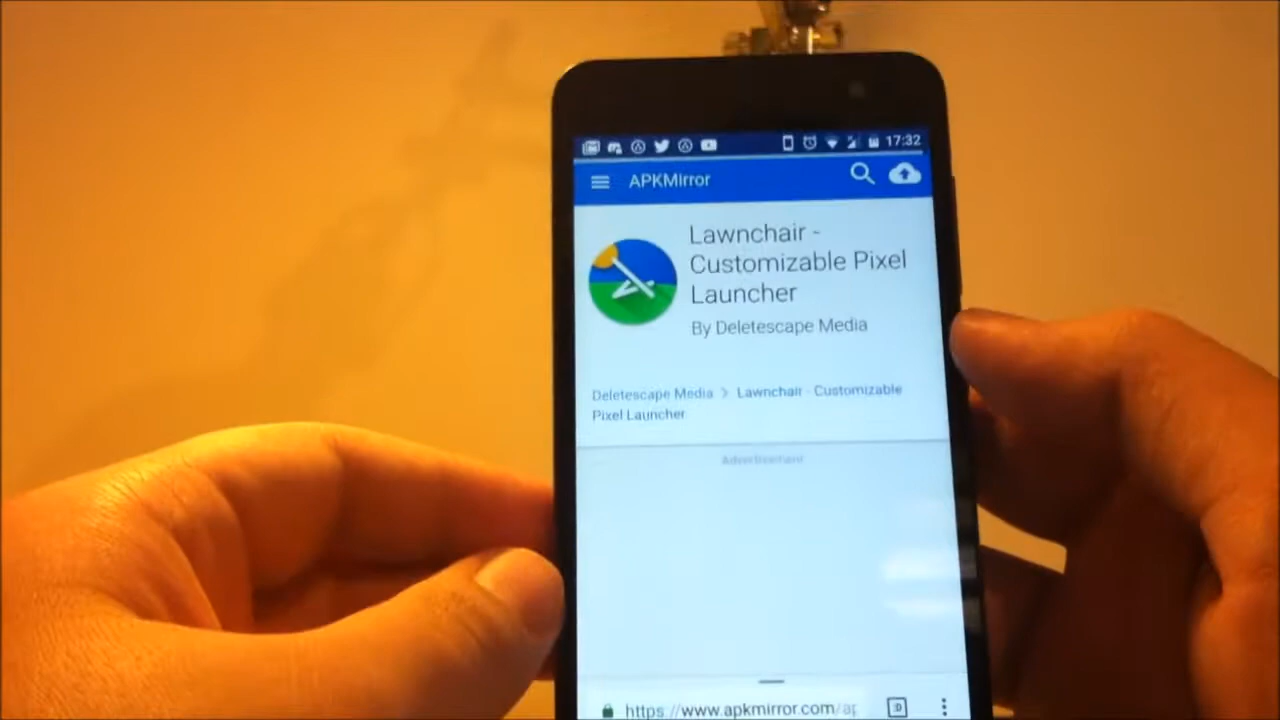 17:32
APKMirror
Lawnchair -
Customizable Pixel
Launcher
By Deletescape Media
Deletescape Media > Lawnchair - Customizable
Pixel Launcher
Advertisement
https://www.apkmirror.com/ap
:D